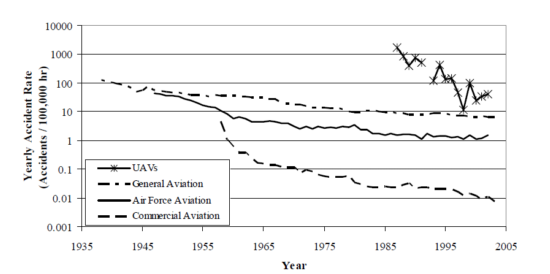 Yearly Accident Rate
(Accidents / 100,000 hr)
10000
1000
100
10
1
0.1
0.01
0.001
UAVs
General Aviation
Air Force Aviation
Commercial Aviation
1935 1945 1955 1965 1975 1985 1995 2005
Year